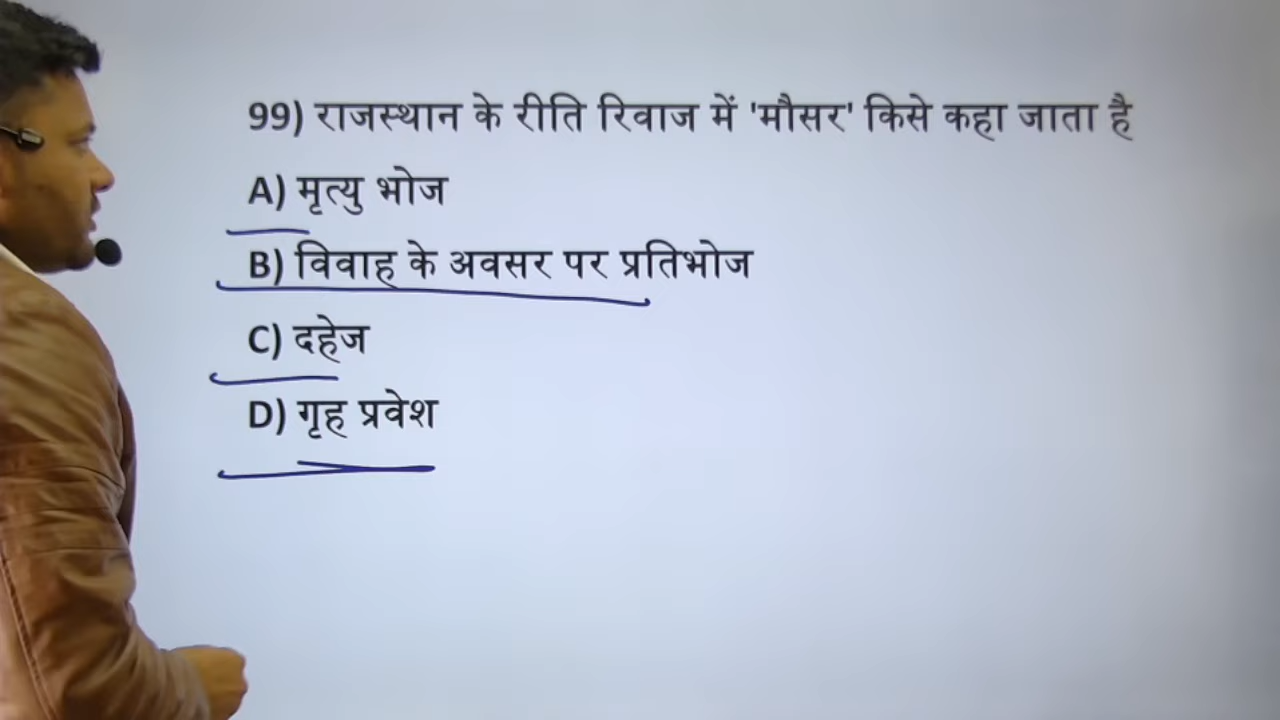 99) राजस्थान के रीति रिवाज में 'मौसर' किसे कहा जाता है
A) मृत्यु भोज
B) विवाह के अवसर पर प्रतिभोज
C) दहेज
D) गृह प्रवेश